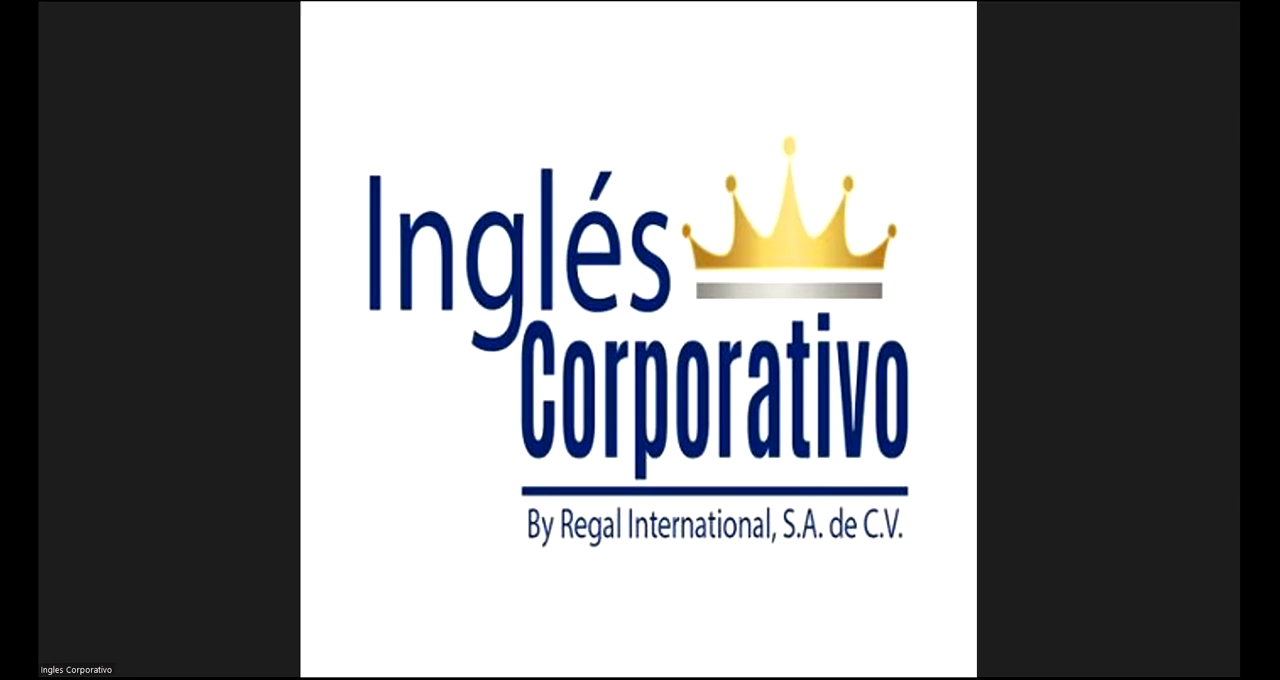 Inglés
Corporativo
By Regal International, S.A. de C.V.
Ingles Corporativo